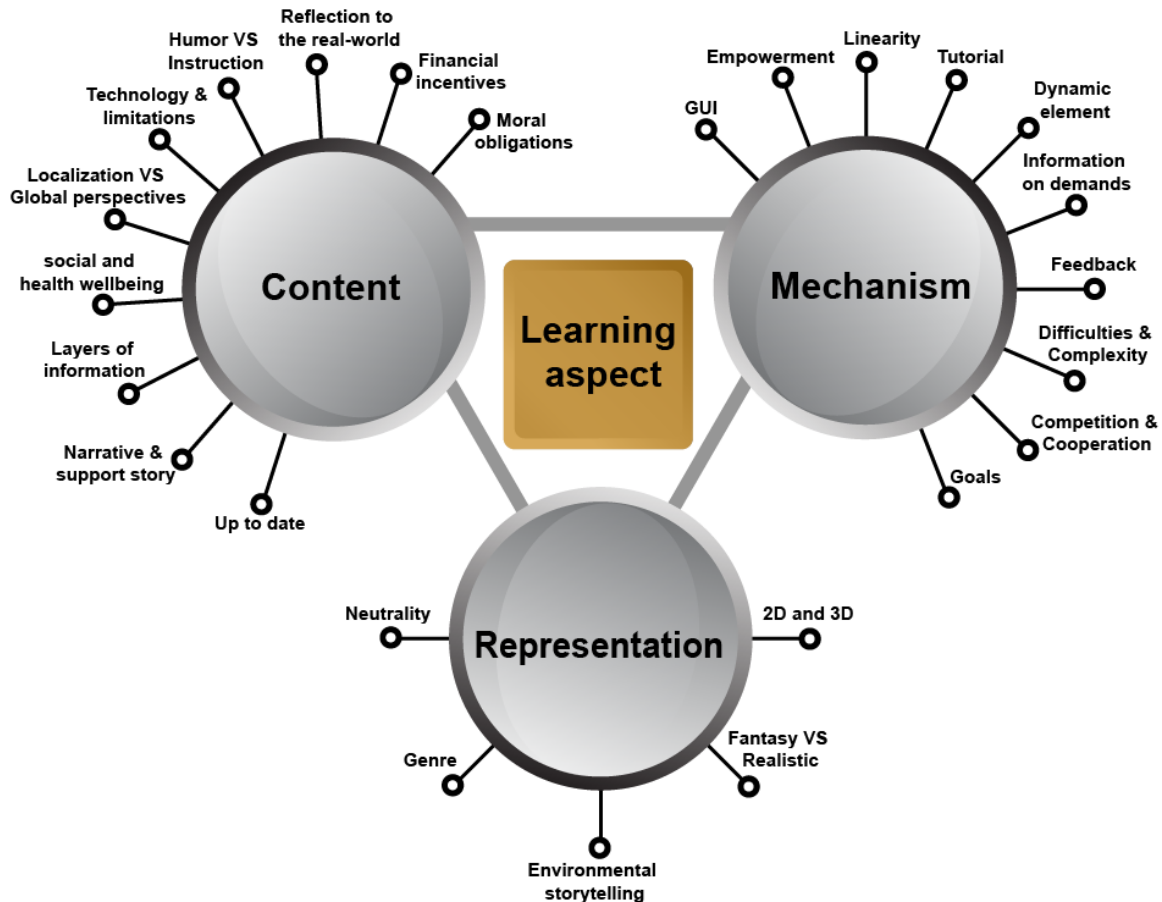 Reflection to
the real-world
Humor VS
Instruction
Financial
incentives
Technology &
limitations
Moral
obligations
Localization VS
Global perspectives
social and
health wellbeing
Layers of
information
Narrative &
support story
Up to date
Content
Linearity
Empowerment
Tutorial
GUI
Dynamic
element
Information
on demands
Feedback
Difficulties &
Complexity
Competition &
Cooperation
Goals
Mechanism
Learning
aspect
Neutrality
2D and 3D
Representation
Genre
Fantasy VS
Realistic
Environmental
storytelling